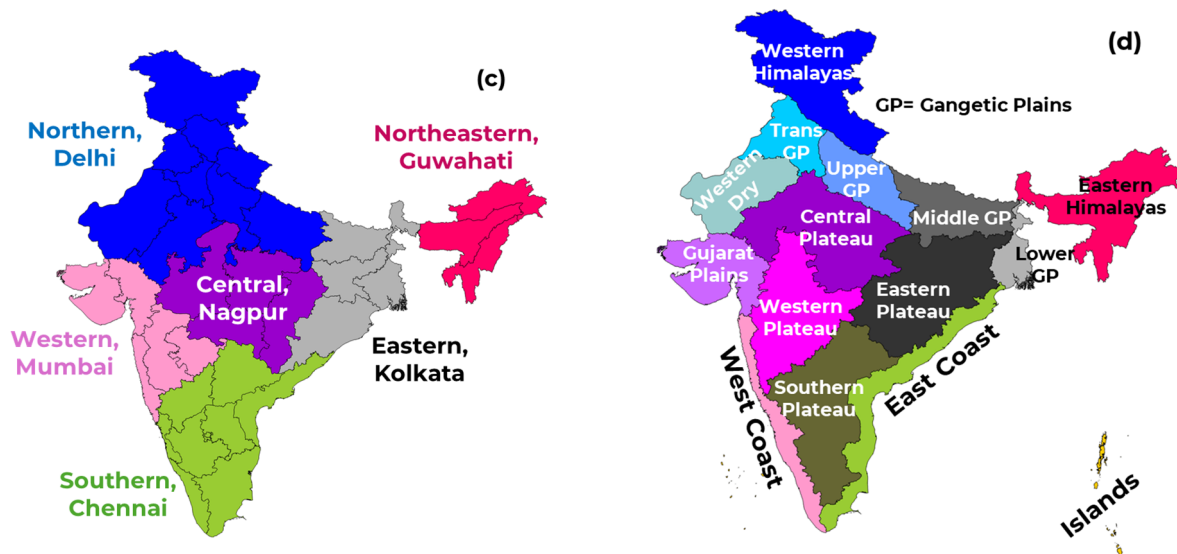 (c)
Northern,
Delhi
Northeastern,
Guwahati
Central,
Nagpur
Western,
Mumbai
Eastern,
Kolkata
Southern,
Chennai
(d)
Western
Himalayas
GP= Gangetic Plains
Trans
GP
Upper
GP
Western
Dry
Eastern
Himalayas
Central
Plateau
Middle GP
Gujarat
Plains
Lower
GP
Eastern
Plateau
Western
Plateau
West Coast
East Coast
Southern
Plateau
Islands